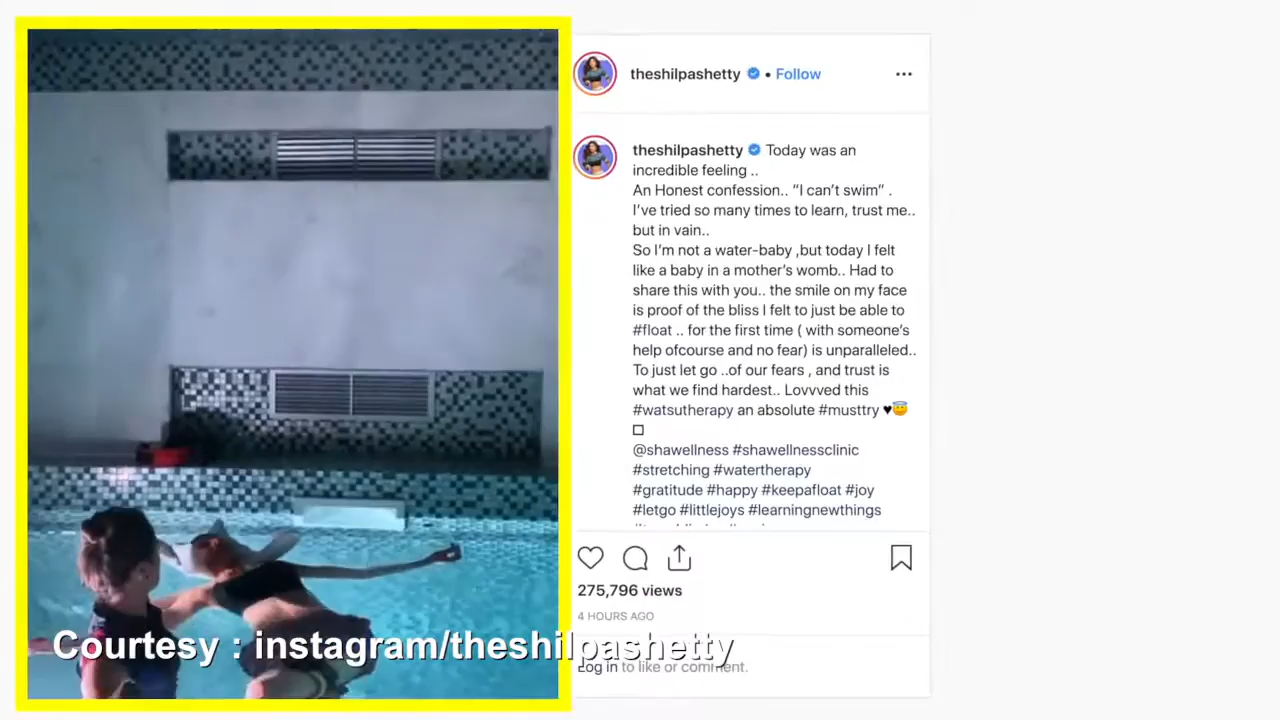 theshilpashetty • Follow
theshilpashetty Today was an
incredible feeling ..
An Honest confession.. “I can’t swim” .
I’ve tried so many times to learn, trust me..
but in vain..
So I’m not a water-baby ,but today I felt
like a baby in a mother’s womb.. Had to
share this with you.. the smile on my face
is proof of the bliss I felt to just be able to
#float .. for the first time ( with someone’s
help ofcourse and no fear) is unparalleled..
To just let go ..of our fears , and trust is
what we find hardest.. Lovvved this
#watsutherapy an absolute #musttry ♥😇
@shawellness #shawellnessclinic
#stretching #watertherapy
#gratitude #happy #keepafloat #joy
#letgo #littlejoys #learningnewthings
275,796 views
4 HOURS AGO
Courtesy : instagram/theshilpashetty
Log in to like or comment.